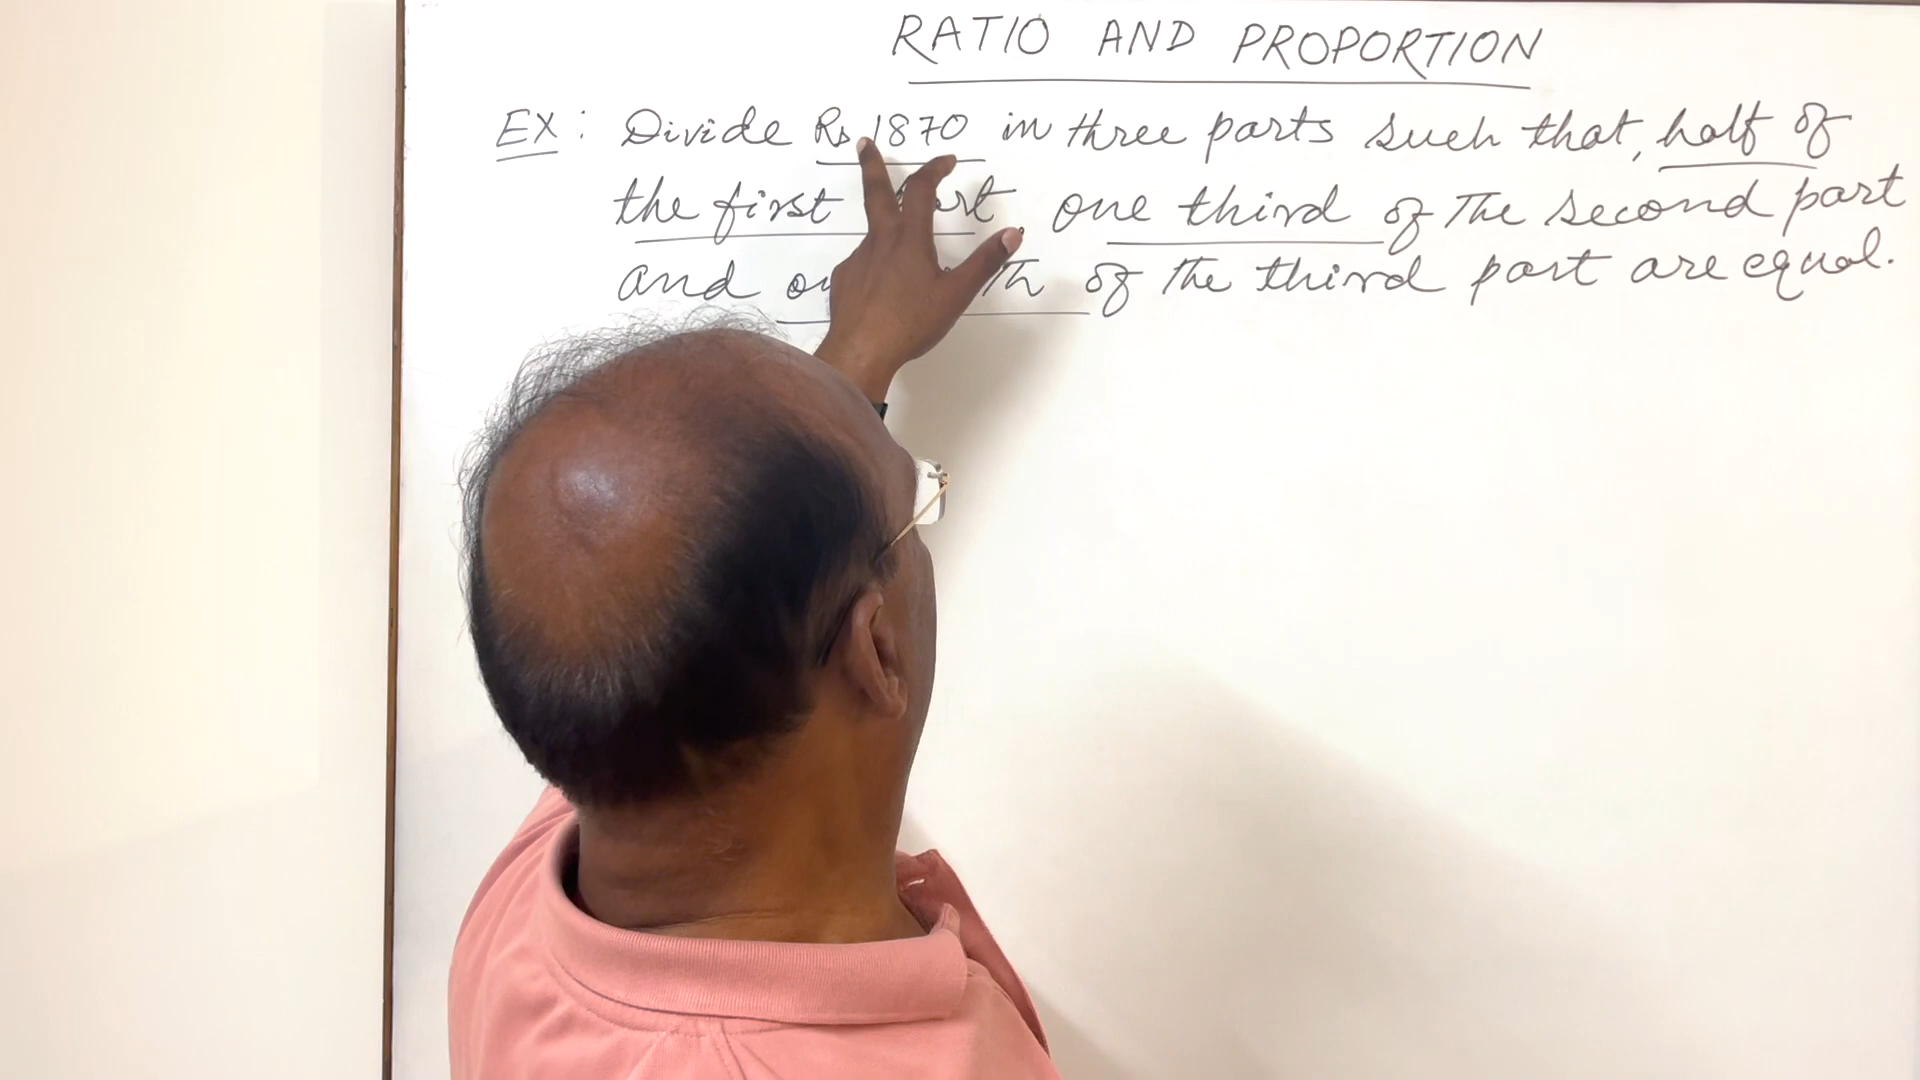 RATIO AND PROPORTION
EX: Divide Rs 1870 in three parts such that, half of
the first part, one third of the second part
and of the third part are equal.